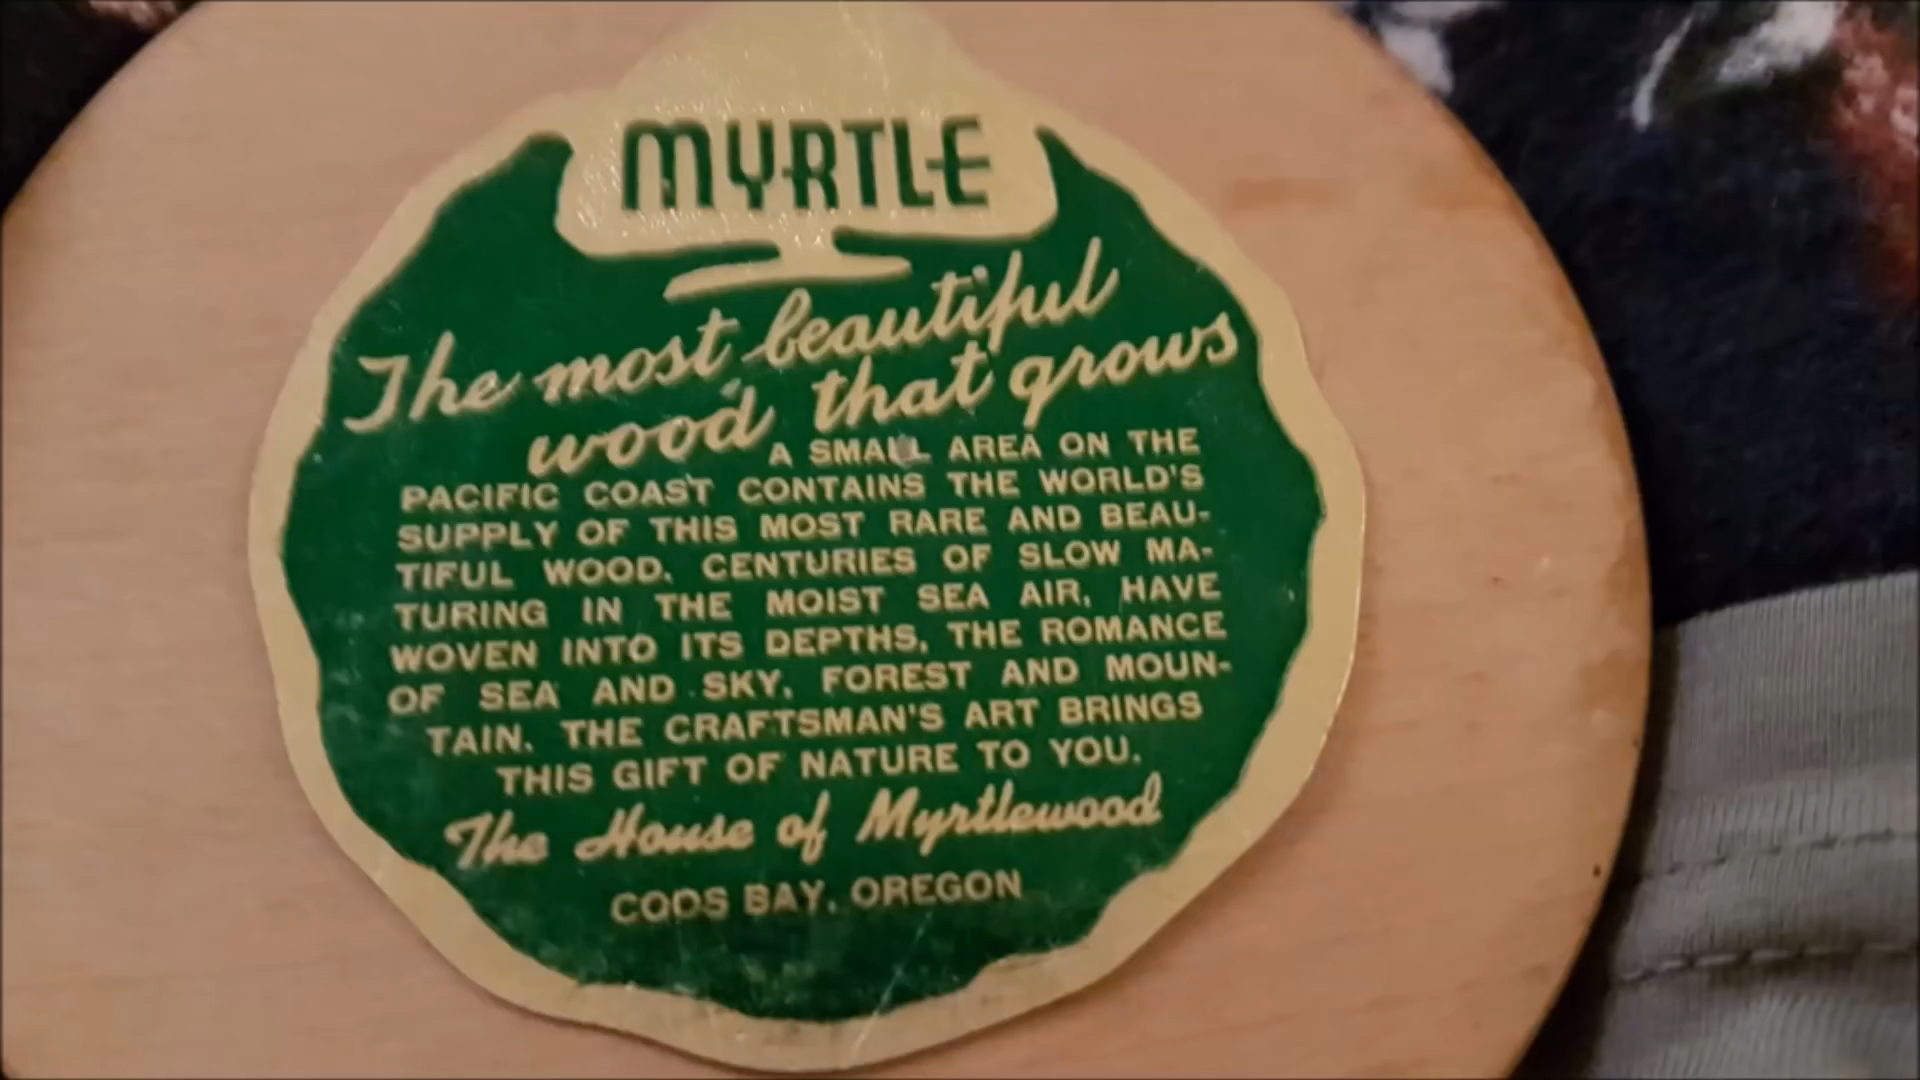 MYRTLE
The most beautiful
wood that grows
A SMALL AREA ON THE
PACIFIC COAST CONTAINS THE WORLD'S
SUPPLY OF THIS MOST RARE AND BEAU-
TIFUL WOOD. CENTURIES OF SLOW MA-
TURING IN THE MOIST SEA AIR, HAVE
WOVEN INTO ITS DEPTHS, THE ROMANCE
OF SEA AND SKY, FOREST AND MOUN-
TAIN. THE CRAFTSMAN'S ART BRINGS
THIS GIFT OF NATURE TO YOU.
The House of Myrtlewood
COOS BAY, OREGON